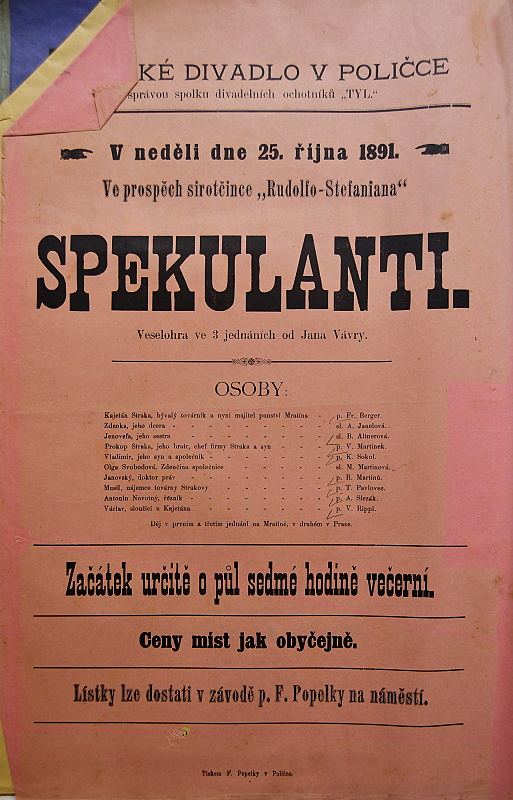 KÉ DIVADLO V POLIČCE
správou spolku divadelních ochotníků „TYL.“
V neděli dne 25. října 1891.
Ve prospěch sirotčince „Rudolfo-Stefaniana“
SPEKULANTI.
Veselohra ve 3 jednáních od Jana Vávry.
OSOBY:
Kajetán Straka, bývalý továrník a nyní majitel panství Mratína - p. Fr. Berger.
Zdenka, jeho dcera - sl. A. Janelová.
Jenovefa, jeho sestra - sl. B. Alinerová.
Prokop Straka, jeho bratr, chef firmy Straka a syn - p. V. Martinek.
Vladimír, jeho syn a společník - p. K. Sokol.
Olga Svobodová, Zdenčina společnice sl. M. Martinová.
Janovský, doktor práv - p. R. Martinů.
Musil, nájemce továrny Strakovy - p. T. Pavlovec.
Antonín Novotný, řezník - p. A. Slezák.
Václav, sloužící u Kajetána - p. V. Rippl.
Děj v prvním a třetím jednání na Mratíně, v druhém v Praze.
Začátek určitě o půl sedmé hodině večerní.
Ceny míst jak obyčejně.
Lístky lze dostati v závodě p. F. Popelky na náměstí.
Tiskem F. Popelky v Poličce.